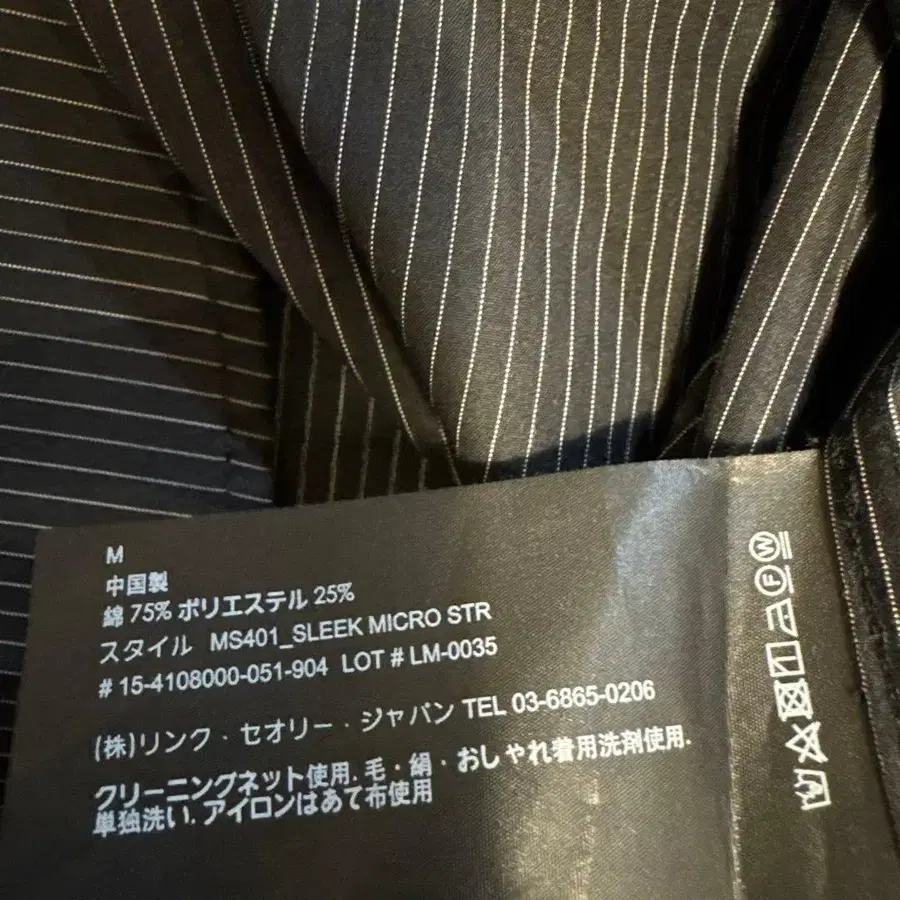 M
中国製
綿 75% ポリエステル 25%
スタイル MS401_SLEEK MICRO STR
# 15-4108000-051-904 LOT # LM-0035
(株)リンク・セオリー・ジャパン TEL 03-6865-0206
クリーニングネット使用. 毛・絹・おしゃれ着用洗剤使用.
単独洗い. アイロンはあて布使用
W
F